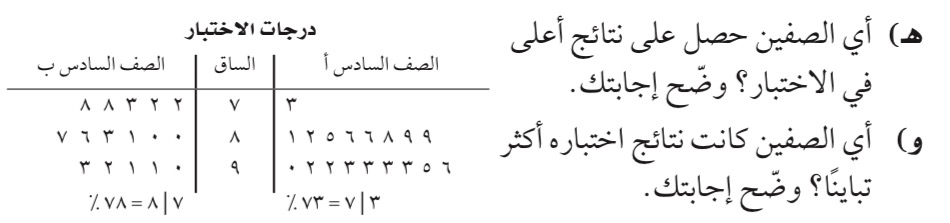 هـ) أي الصفين حصل على نتائج أعلى
في الاختبار؟ وضّح إجابتك.
و) أي الصفين كانت نتائج اختباره أكثر
تباينًا؟ وضّح إجابتك.
درجات الاختبار
الصف السادس أ الساق الصف السادس ب
٣ ٧ ٨ ٨ ٣ ٢ ٢
١ ٢ ٥ ٦ ٦ ٨ ٩ ٩ ٨ ٧ ٦ ٣ ١ ٠ ٠
٠ ٢ ٢ ٣ ٣ ٣ ٣ ٥ ٦ ٩ ٣ ٢ ١ ١ ٠
٣ | ٧ = ٧٣٪ ٧ | ٨ = ٧٨٪